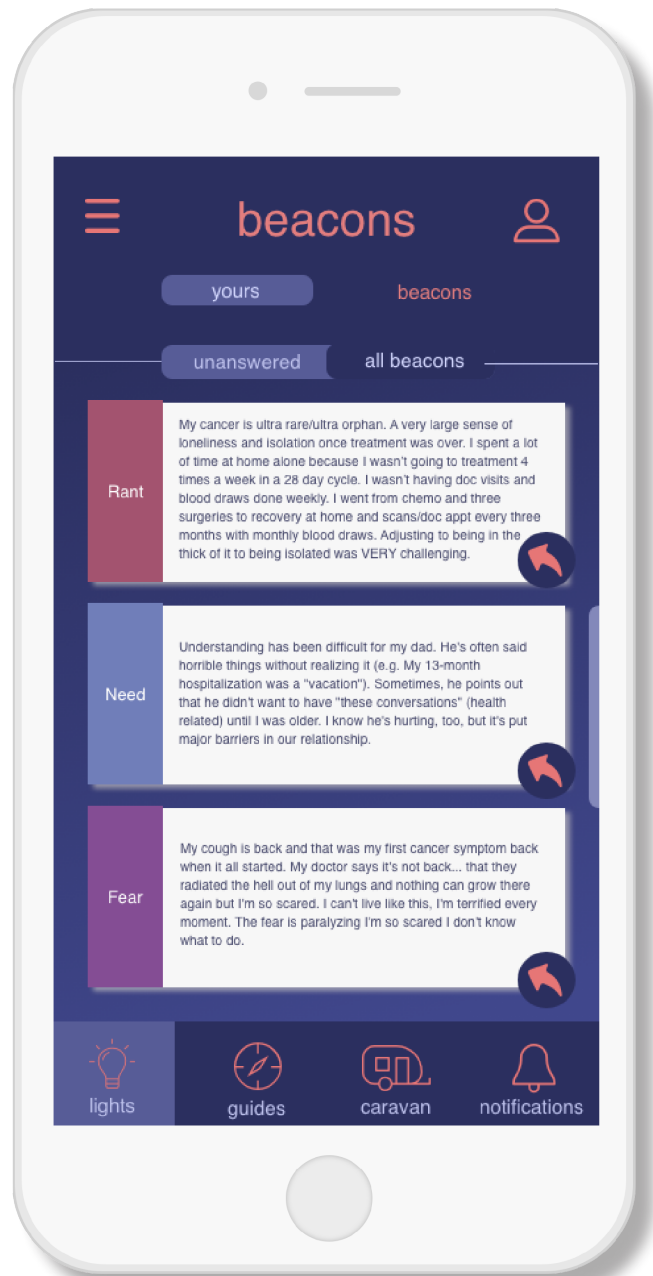 beacons
yours
beacons
unanswered
all beacons
Rant
My cancer is ultra rare/ultra orphan. A very large sense of
loneliness and isolation once treatment was over. I spent a lot
of time at home alone because I wasn't going to treatment 4
times a week in a 28 day cycle. I wasn't having doc visits and
blood draws done weekly. I went from chemo and three
surgeries to recovery at home and scans/doc appt every three
months with monthly blood draws. Adjusting to being in the
thick of it to being isolated was VERY challenging.
Need
Understanding has been difficult for my dad. He's often said
horrible things without realizing it (e.g. My 13-month
hospitalization was a "vacation"). Sometimes, he points out
that he didn't want to have "these conversations" (health
related) until I was older. I know he's hurting, too, but it's put
major barriers in our relationship.
Fear
My cough is back and that was my first cancer symptom back
when it all started. My doctor says it's not back... that they
radiated the hell out of my lungs and nothing can grow there
again but I'm so scared. I can't live like this, I'm terrified every
moment. The fear is paralyzing I'm so scared I don't know
what to do.
lights
guides
caravan
notifications